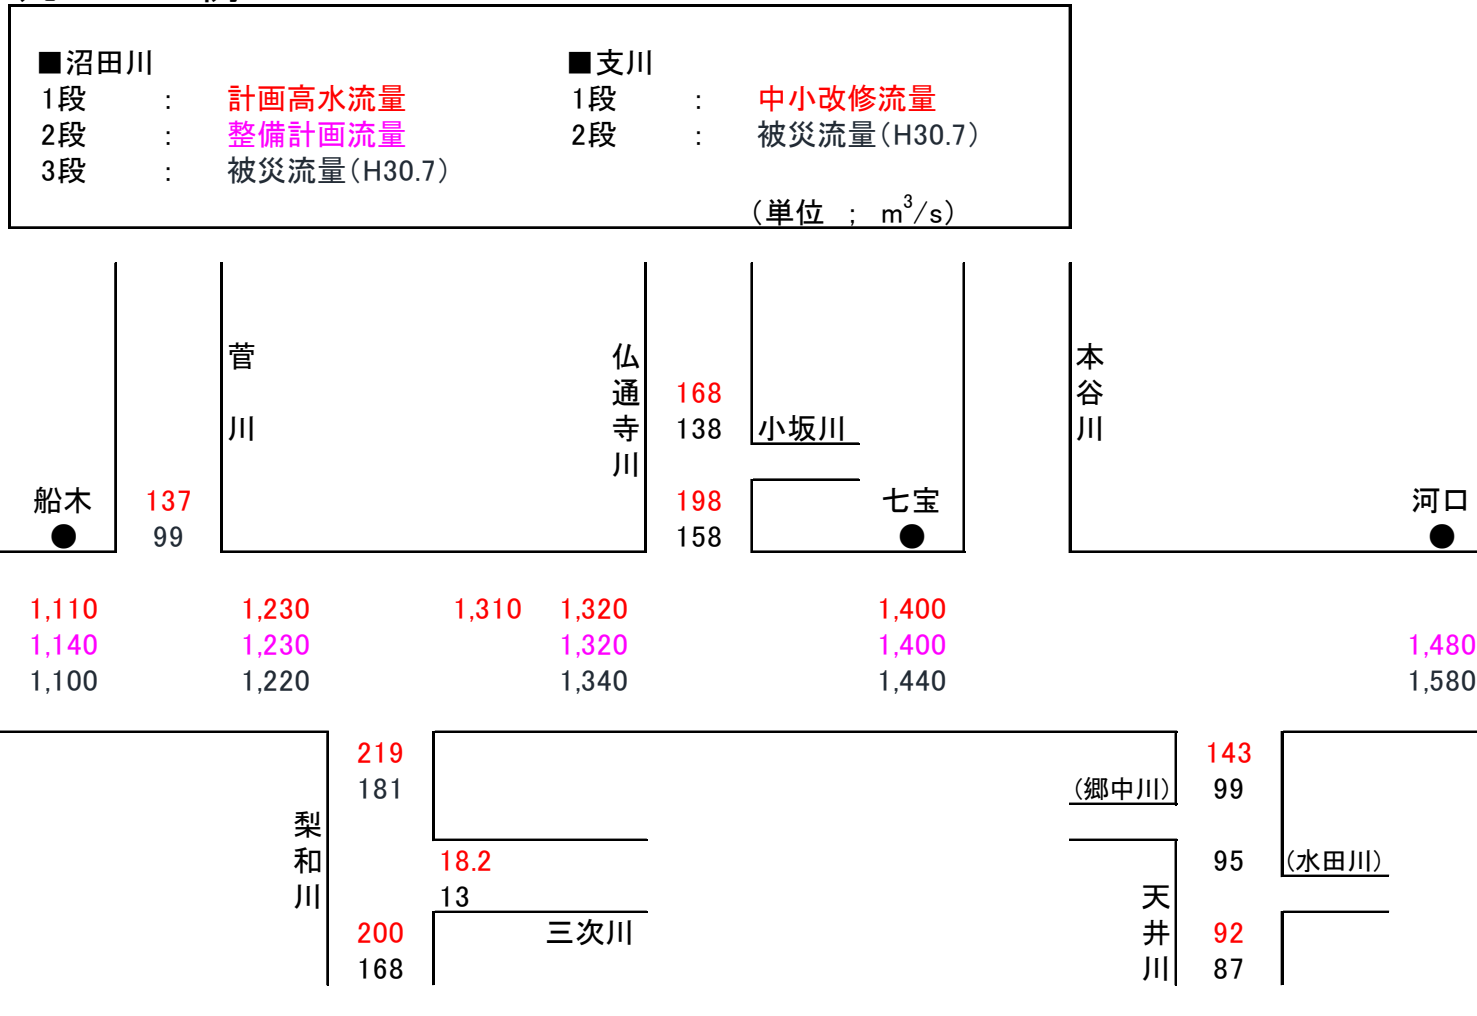 ■沼田川
1段 : 計画高水流量
2段 : 整備計画流量
3段 : 被災流量(H30.7)
■支川
1段 : 中小改修流量
2段 : 被災流量(H30.7)
(単位 ; m³/s)
菅川
仏通寺川
本谷川
168
138
小坂川
船木
137
99
198
158
七宝
河口
1,110
1,230
1,310
1,320
1,400
1,140
1,230
1,320
1,400
1,480
1,100
1,220
1,340
1,440
1,580
219
181
梨和川
18.2
13
三次川
200
168
143
99
(郷中川)
95
(水田川)
天井川
92
87